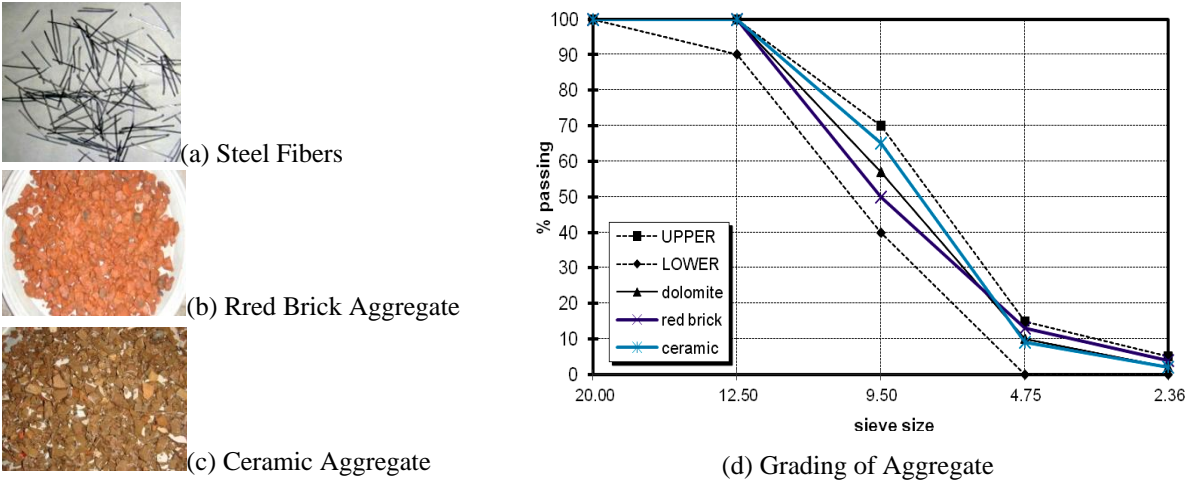 (a) Steel Fibers
(b) Rred Brick Aggregate
(c) Ceramic Aggregate
% passing
100
90
80
70
60
50
40
30
20
10
0
UPPER
LOWER
dolomite
red brick
ceramic
20.00 12.50 9.50 4.75 2.36
sieve size
(d) Grading of Aggregate